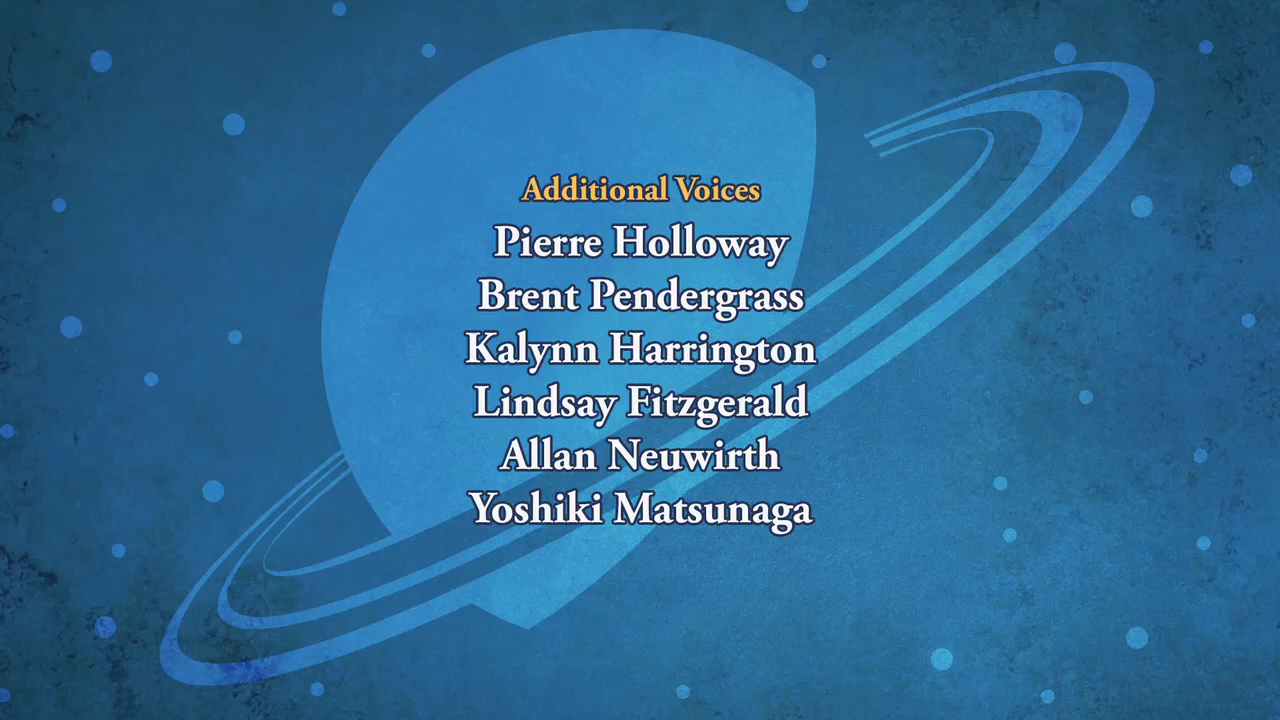 Additional Voices
Pierre Holloway
Brent Pendergrass
Kalynn Harrington
Lindsay Fitzgerald
Allan Neuwirth
Yoshiki Matsunaga